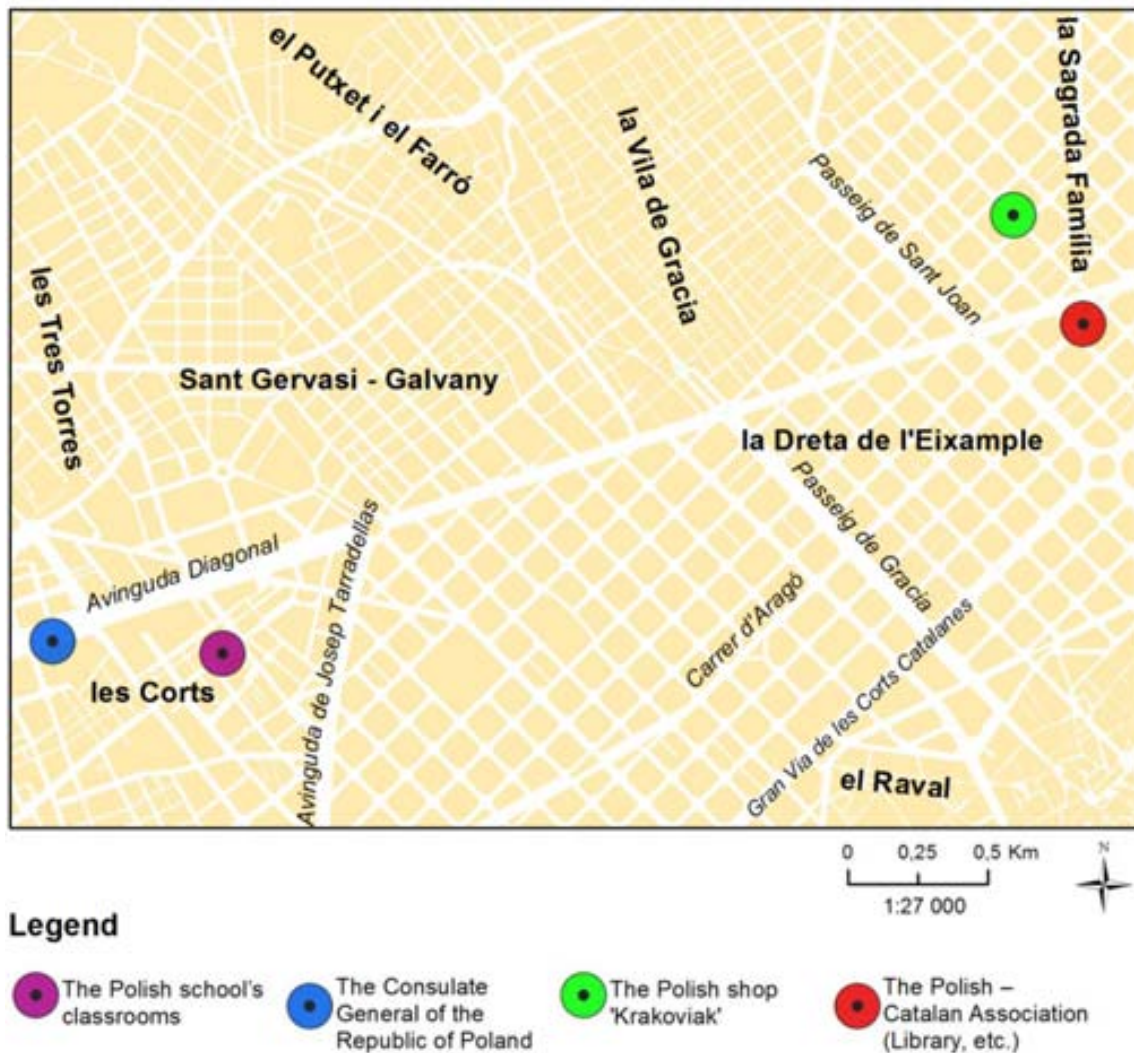 el Putxet i el Farró
la Vila de Gracia
la Sagrada Família
Passeig de Sant Joan
les Tres Torres
Sant Gervasi - Galvany
la Dreta de l'Eixample
Passeig de Gracia
Avinguda Diagonal
Avinguda de Josep Tarradellas
Carrer d'Aragó
Gran Via de les Corts Catalanes
les Corts
el Raval
0 0,25 0,5 Km
1:27 000
N
Legend
The Polish school's
classrooms
The Consulate
General of the
Republic of Poland
The Polish shop
'Krakoviak'
The Polish –
Catalan Association
(Library, etc.)